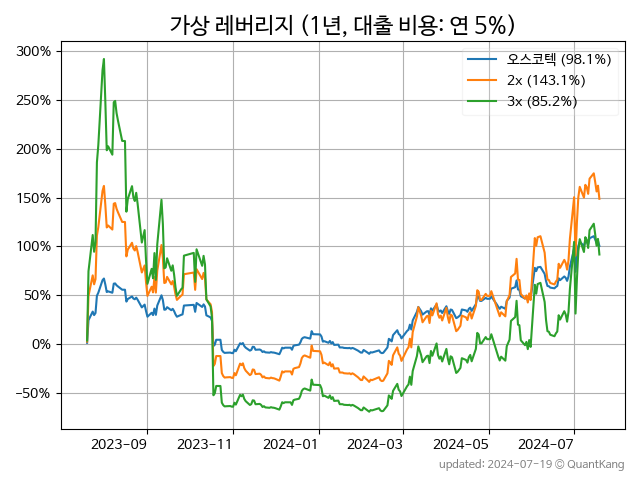 가상 레버리지 (1년, 대출 비용: 연 5%)
오스코텍 (98.1%)
2x (143.1%)
3x (85.2%)
300%
250%
200%
150%
100%
50%
0%
−50%
2023-09
2023-11
2024-01
2024-03
2024-05
2024-07
updated: 2024-07-19 © QuantKang